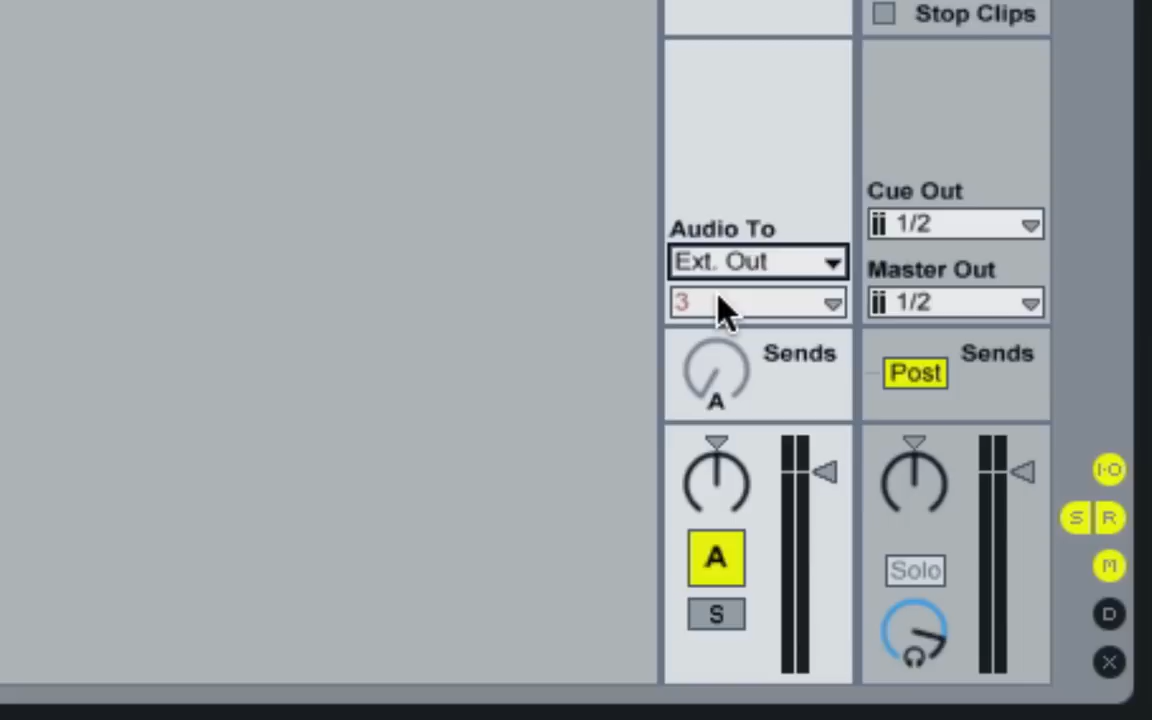 Stop Clips
Cue Out
1/2
Audio To
Ext. Out
Master Out
3
1/2
Sends
Sends
Post
A
I·O
S R
A
M
Solo
S
D
X